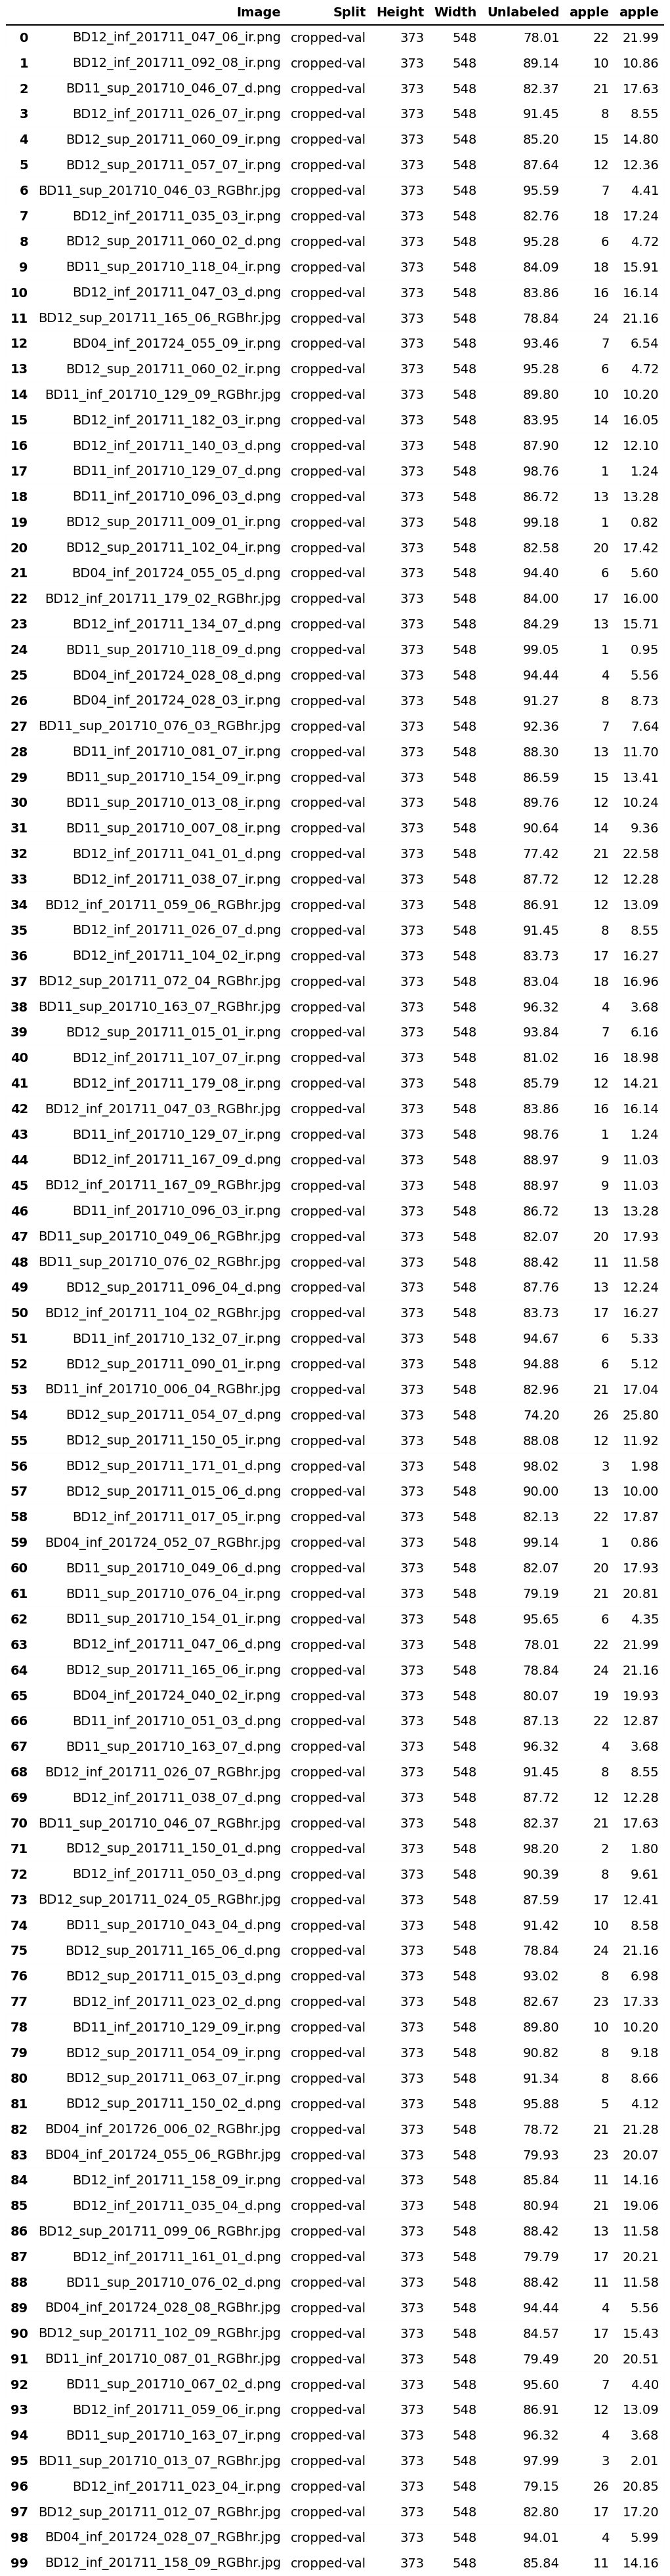 Image Split Height Width Unlabeled apple apple
0 BD12_inf_201711_047_06_ir.png cropped-val 373 548 78.01 22 21.99
1 BD12_inf_201711_092_08_ir.png cropped-val 373 548 89.14 10 10.86
2 BD11_sup_201710_046_07_d.png cropped-val 373 548 82.37 21 17.63
3 BD12_inf_201711_026_07_ir.png cropped-val 373 548 91.45 8 8.55
4 BD12_sup_201711_060_09_ir.png cropped-val 373 548 85.20 15 14.80
5 BD12_sup_201711_057_07_ir.png cropped-val 373 548 87.64 12 12.36
6 BD11_sup_201710_046_03_RGBhr.jpg cropped-val 373 548 95.59 7 4.41
7 BD12_inf_201711_035_03_ir.png cropped-val 373 548 82.76 18 17.24
8 BD12_sup_201711_060_02_d.png cropped-val 373 548 95.28 6 4.72
9 BD11_sup_201710_118_04_ir.png cropped-val 373 548 84.09 18 15.91
10 BD12_inf_201711_047_03_d.png cropped-val 373 548 83.86 16 16.14
11 BD12_sup_201711_165_06_RGBhr.jpg cropped-val 373 548 78.84 24 21.16
12 BD04_inf_201724_055_09_ir.png cropped-val 373 548 93.46 7 6.54
13 BD12_sup_201711_060_02_ir.png cropped-val 373 548 95.28 6 4.72
14 BD11_inf_201710_129_09_RGBhr.jpg cropped-val 373 548 89.80 10 10.20
15 BD12_inf_201711_182_03_ir.png cropped-val 373 548 83.95 14 16.05
16 BD12_inf_201711_140_03_d.png cropped-val 373 548 87.90 12 12.10
17 BD11_inf_201710_129_07_d.png cropped-val 373 548 98.76 1 1.24
18 BD11_inf_201710_096_03_d.png cropped-val 373 548 86.72 13 13.28
19 BD12_sup_201711_009_01_ir.png cropped-val 373 548 99.18 1 0.82
20 BD12_sup_201711_102_04_ir.png cropped-val 373 548 82.58 20 17.42
21 BD04_inf_201724_055_05_d.png cropped-val 373 548 94.40 6 5.60
22 BD12_inf_201711_179_02_RGBhr.jpg cropped-val 373 548 84.00 17 16.00
23 BD12_inf_201711_134_07_d.png cropped-val 373 548 84.29 13 15.71
24 BD11_sup_201710_118_09_d.png cropped-val 373 548 99.05 1 0.95
25 BD04_inf_201724_028_08_d.png cropped-val 373 548 94.44 4 5.56
26 BD04_inf_201724_028_03_ir.png cropped-val 373 548 91.27 8 8.73
27 BD11_sup_201710_076_03_RGBhr.jpg cropped-val 373 548 92.36 7 7.64
28 BD11_inf_201710_081_07_ir.png cropped-val 373 548 88.30 13 11.70
29 BD11_sup_201710_154_09_ir.png cropped-val 373 548 86.59 15 13.41
30 BD11_sup_201710_013_08_ir.png cropped-val 373 548 89.76 12 10.24
31 BD11_sup_201710_007_08_ir.png cropped-val 373 548 90.64 14 9.36
32 BD12_inf_201711_041_01_d.png cropped-val 373 548 77.42 21 22.58
33 BD12_inf_201711_038_07_ir.png cropped-val 373 548 87.72 12 12.28
34 BD12_inf_201711_059_06_RGBhr.jpg cropped-val 373 548 86.91 12 13.09
35 BD12_inf_201711_026_07_d.png cropped-val 373 548 91.45 8 8.55
36 BD12_inf_201711_104_02_ir.png cropped-val 373 548 83.73 17 16.27
37 BD12_sup_201711_072_04_RGBhr.jpg cropped-val 373 548 83.04 18 16.96
38 BD11_sup_201710_163_07_RGBhr.jpg cropped-val 373 548 96.32 4 3.68
39 BD12_sup_201711_015_01_ir.png cropped-val 373 548 93.84 7 6.16
40 BD12_inf_201711_107_07_ir.png cropped-val 373 548 81.02 16 18.98
41 BD12_inf_201711_179_08_ir.png cropped-val 373 548 85.79 12 14.21
42 BD12_inf_201711_047_03_RGBhr.jpg cropped-val 373 548 83.86 16 16.14
43 BD11_inf_201710_129_07_ir.png cropped-val 373 548 98.76 1 1.24
44 BD12_inf_201711_167_09_d.png cropped-val 373 548 88.97 9 11.03
45 BD12_inf_201711_167_09_RGBhr.jpg cropped-val 373 548 88.97 9 11.03
46 BD11_inf_201710_096_03_ir.png cropped-val 373 548 86.72 13 13.28
47 BD11_sup_201710_049_06_RGBhr.jpg cropped-val 373 548 82.07 20 17.93
48 BD11_sup_201710_076_02_RGBhr.jpg cropped-val 373 548 88.42 11 11.58
49 BD12_sup_201711_096_04_d.png cropped-val 373 548 87.76 13 12.24
50 BD12_inf_201711_104_02_RGBhr.jpg cropped-val 373 548 83.73 17 16.27
51 BD11_inf_201710_132_07_ir.png cropped-val 373 548 94.67 6 5.33
52 BD12_sup_201711_090_01_ir.png cropped-val 373 548 94.88 6 5.12
53 BD11_inf_201710_006_04_RGBhr.jpg cropped-val 373 548 82.96 21 17.04
54 BD12_sup_201711_054_07_d.png cropped-val 373 548 74.20 26 25.80
55 BD12_sup_201711_150_05_ir.png cropped-val 373 548 88.08 12 11.92
56 BD12_sup_201711_171_01_d.png cropped-val 373 548 98.02 3 1.98
57 BD12_sup_201711_015_06_d.png cropped-val 373 548 90.00 13 10.00
58 BD12_inf_201711_017_05_ir.png cropped-val 373 548 82.13 22 17.87
59 BD04_inf_201724_052_07_RGBhr.jpg cropped-val 373 548 99.14 1 0.86
60 BD11_sup_201710_049_06_d.png cropped-val 373 548 82.07 20 17.93
61 BD11_sup_201710_076_04_ir.png cropped-val 373 548 79.19 21 20.81
62 BD11_sup_201710_154_01_ir.png cropped-val 373 548 95.65 6 4.35
63 BD12_inf_201711_047_06_d.png cropped-val 373 548 78.01 22 21.99
64 BD12_sup_201711_165_06_ir.png cropped-val 373 548 78.84 24 21.16
65 BD04_inf_201724_040_02_ir.png cropped-val 373 548 80.07 19 19.93
66 BD11_inf_201710_051_03_d.png cropped-val 373 548 87.13 22 12.87
67 BD11_sup_201710_163_07_d.png cropped-val 373 548 96.32 4 3.68
68 BD12_inf_201711_026_07_RGBhr.jpg cropped-val 373 548 91.45 8 8.55
69 BD12_inf_201711_038_07_d.png cropped-val 373 548 87.72 12 12.28
70 BD11_sup_201710_046_07_RGBhr.jpg cropped-val 373 548 82.37 21 17.63
71 BD12_sup_201711_150_01_d.png cropped-val 373 548 98.20 2 1.80
72 BD12_inf_201711_050_03_d.png cropped-val 373 548 90.39 8 9.61
73 BD12_sup_201711_024_05_RGBhr.jpg cropped-val 373 548 87.59 17 12.41
74 BD11_sup_201710_043_04_d.png cropped-val 373 548 91.42 10 8.58
75 BD12_sup_201711_165_06_d.png cropped-val 373 548 78.84 24 21.16
76 BD12_sup_201711_015_03_d.png cropped-val 373 548 93.02 8 6.98
77 BD12_inf_201711_023_02_d.png cropped-val 373 548 82.67 23 17.33
78 BD11_inf_201710_129_09_ir.png cropped-val 373 548 89.80 10 10.20
79 BD12_sup_201711_054_09_ir.png cropped-val 373 548 90.82 8 9.18
80 BD12_sup_201711_063_07_ir.png cropped-val 373 548 91.34 8 8.66
81 BD12_sup_201711_150_02_d.png cropped-val 373 548 95.88 5 4.12
82 BD04_inf_201726_006_02_RGBhr.jpg cropped-val 373 548 78.72 21 21.28
83 BD04_inf_201724_055_06_RGBhr.jpg cropped-val 373 548 79.93 23 20.07
84 BD12_inf_201711_158_09_ir.png cropped-val 373 548 85.84 11 14.16
85 BD12_inf_201711_035_04_d.png cropped-val 373 548 80.94 21 19.06
86 BD12_sup_201711_099_06_RGBhr.jpg cropped-val 373 548 88.42 13 11.58
87 BD12_inf_201711_161_01_d.png cropped-val 373 548 79.79 17 20.21
88 BD11_sup_201710_076_02_d.png cropped-val 373 548 88.42 11 11.58
89 BD04_inf_201724_028_08_RGBhr.jpg cropped-val 373 548 94.44 4 5.56
90 BD12_sup_201711_102_09_RGBhr.jpg cropped-val 373 548 84.57 17 15.43
91 BD11_inf_201710_087_01_RGBhr.jpg cropped-val 373 548 79.49 20 20.51
92 BD11_sup_201710_067_02_d.png cropped-val 373 548 95.60 7 4.40
93 BD12_inf_201711_059_06_ir.png cropped-val 373 548 86.91 12 13.09
94 BD11_sup_201710_163_07_ir.png cropped-val 373 548 96.32 4 3.68
95 BD11_sup_201710_013_07_RGBhr.jpg cropped-val 373 548 97.99 3 2.01
96 BD12_inf_201711_023_04_ir.png cropped-val 373 548 79.15 26 20.85
97 BD12_sup_201711_012_07_RGBhr.jpg cropped-val 373 548 82.80 17 17.20
98 BD04_inf_201724_028_07_RGBhr.jpg cropped-val 373 548 94.01 4 5.99
99 BD12_inf_201711_158_09_RGBhr.jpg cropped-val 373 548 85.84 11 14.16